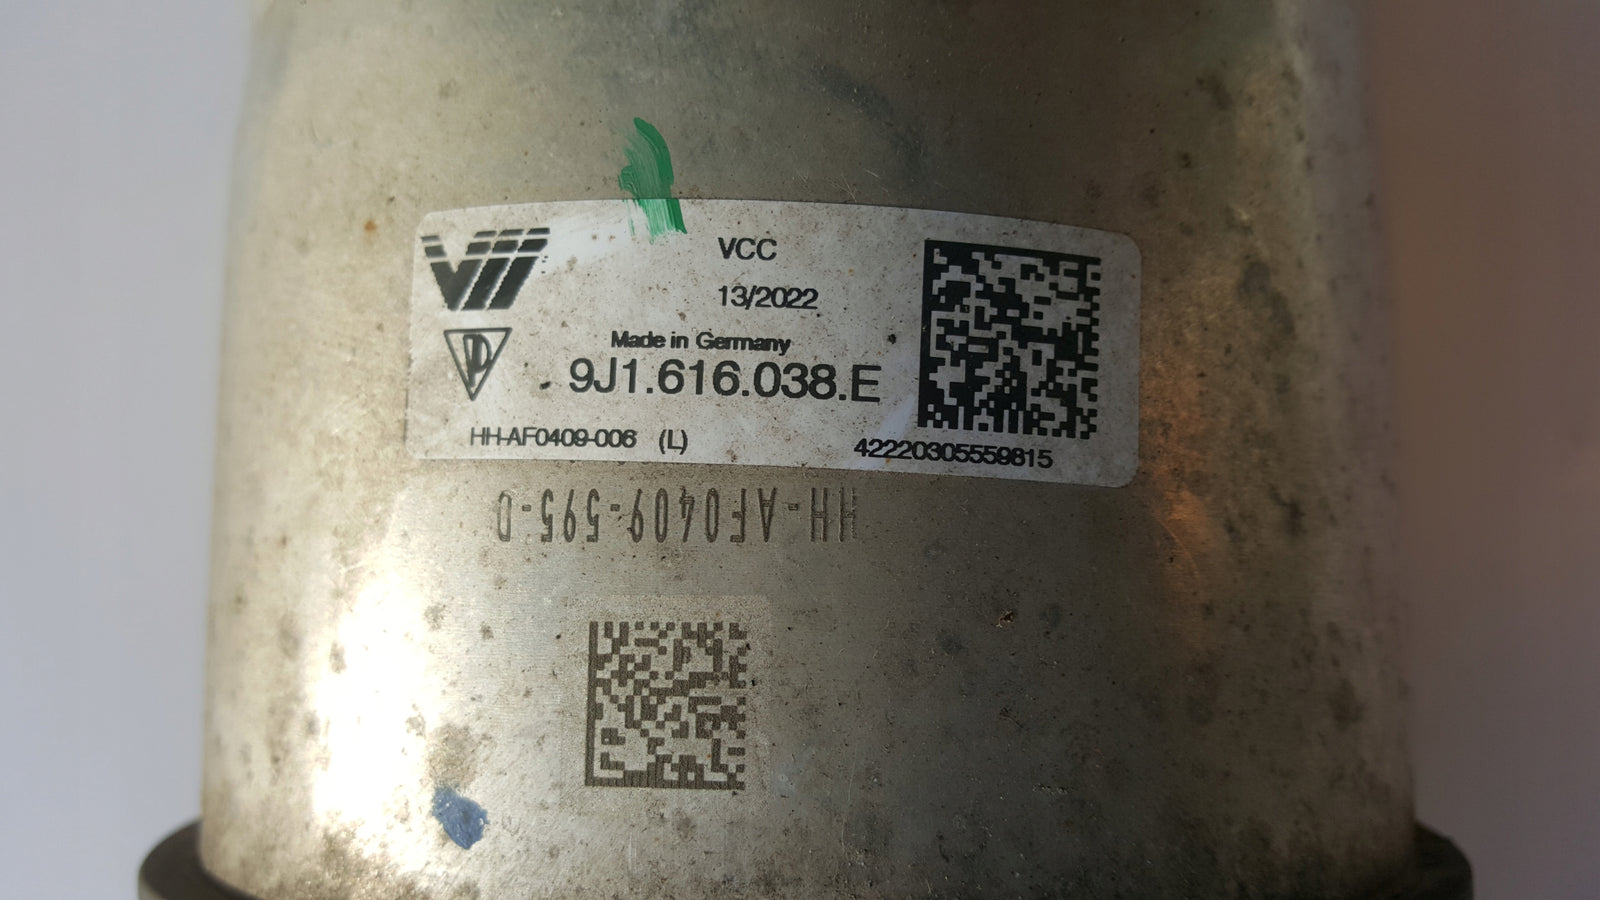 VCC
13/2022
Made in Germany
9J1.616.038.E
HH-AF0409-006 (L)
42220305559815
HH-AF0409-595-D